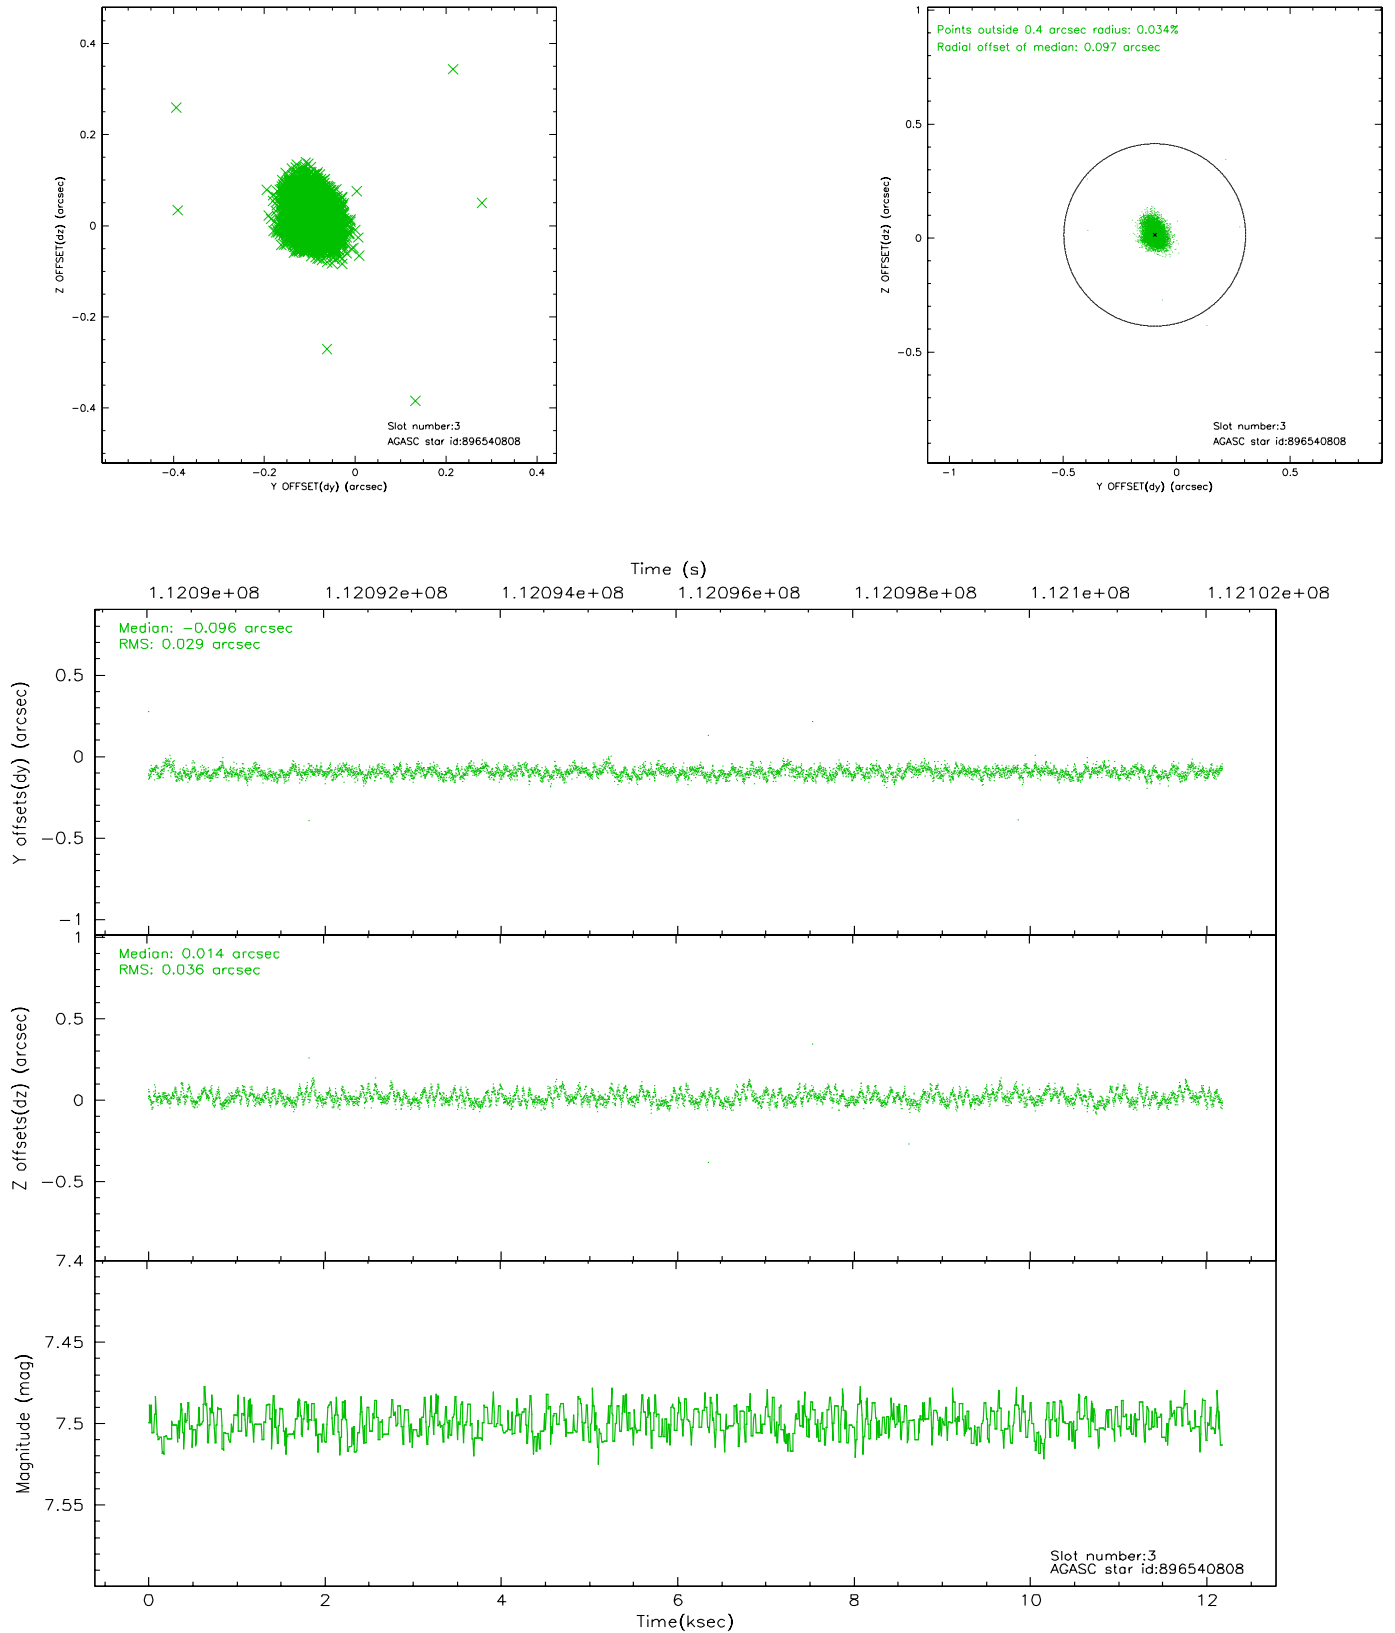 0.4
0.2
0
−0.2
−0.4
Z OFFSET(dz) (arcsec)
Slot number:3
AGASC star id:896540808
−0.4 −0.2 0 0.2 0.4
Y OFFSET(dy) (arcsec)
Points outside 0.4 arcsec radius: 0.034%
Radial offset of median: 0.097 arcsec
1
0.5
0
−0.5
Z OFFSET(dz) (arcsec)
Slot number:3
AGASC star id:896540808
−1 −0.5 0 0.5
Y OFFSET(dy) (arcsec)
Time (s)
1.1209e+08 1.12092e+08 1.12094e+08 1.12096e+08 1.12098e+08 1.121e+08 1.12102e+08
Median: −0.096 arcsec
RMS: 0.029 arcsec
0.5
0
−0.5
−1
Y offsets(dy) (arcsec)
Median: 0.014 arcsec
RMS: 0.036 arcsec
1
0.5
0
−0.5
Z offsets(dz) (arcsec)
7.4
7.45
7.5
7.55
Magnitude (mag)
Slot number:3
AGASC star id:896540808
0 2 4 6 8 10 12
Time(ksec)